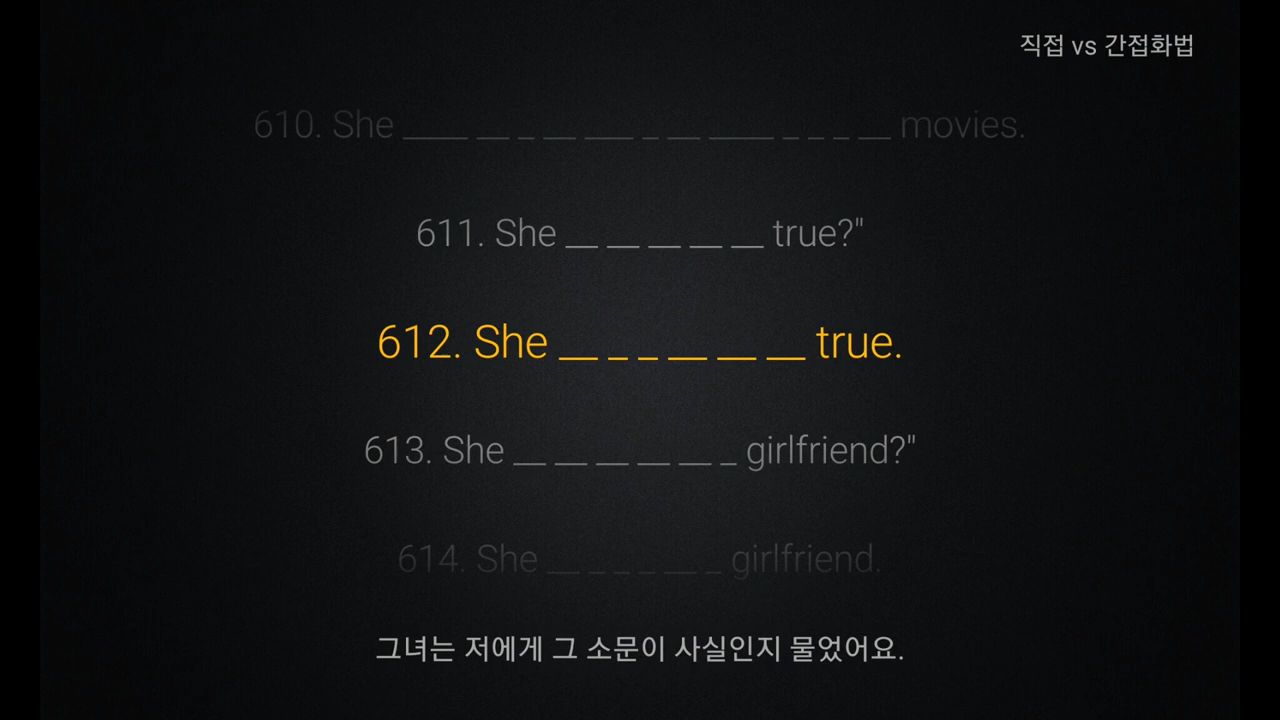 직접 vs 간접화법
610. She ____ __ _ __ ___ _ __ ____ _ _ _ __ movies.
611. She __ __ __ __ __ true?"
612. She __ _ _ __ __ __ true.
613. She __ __ __ __ __ _ girlfriend?"
614. She __ _ _ _ __ _ girlfriend.
그녀는 저에게 그 소문이 사실인지 물었어요.